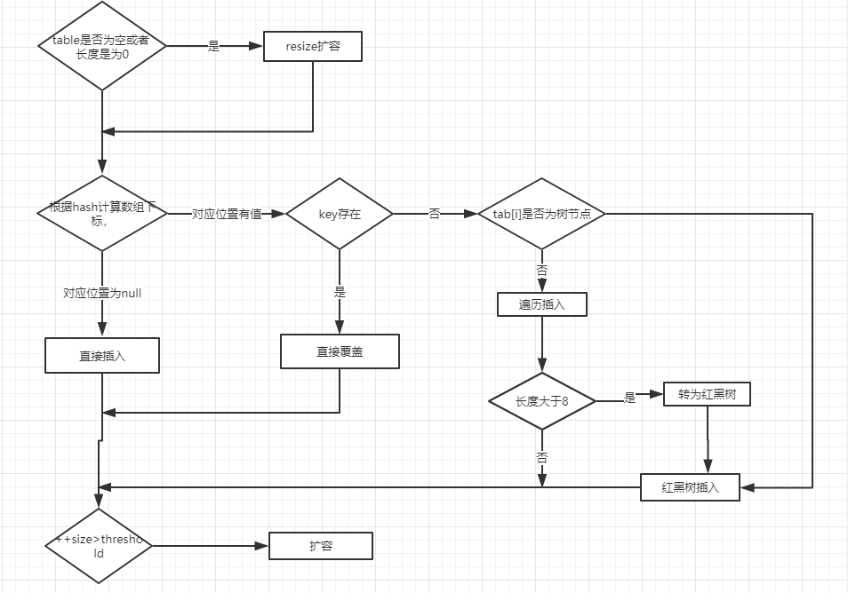 table是否为空或者
长度是为0
是
resize扩容
根据hash计算数组下
标，
对应位置有值
key存在
否
tab[i]是否为树节点
否
对应位置为null
是
遍历插入
直接插入
直接覆盖
长度大于8
是
转为红黑树
否
红黑树插入
++size>thresho
ld
扩容